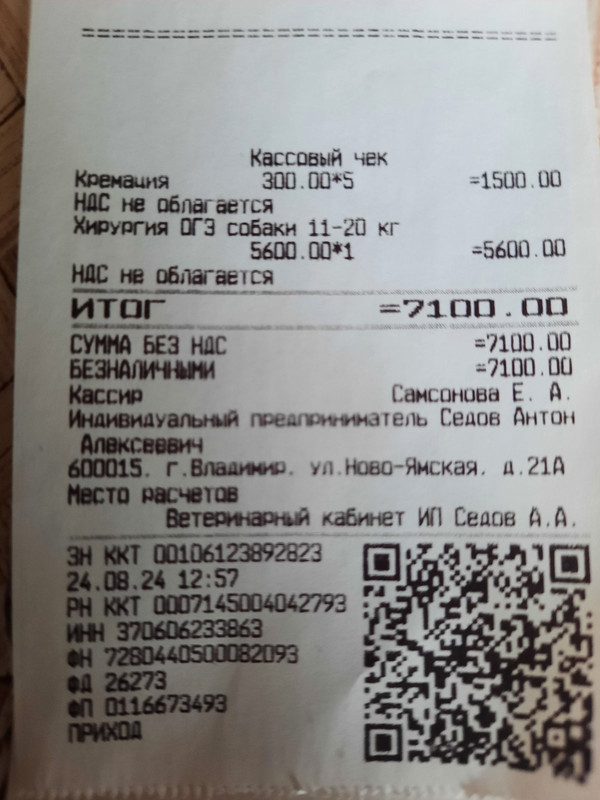 Кассовый чек
Кремация 300.00*5 =1500.00
НДС не облагается
Хирургия ОГЭ собаки 11-20 кг
5600.00*1 =5600.00
НДС не облагается
ИТОГ =7100.00
СУММА БЕЗ НДС =7100.00
БЕЗНАЛИЧНЫМИ =7100.00
Кассир Самсонова Е. А.
Индивидуальный предприниматель Седов Антон
Алексеевич
600015. г.Владимир. ул.Ново-Ямская. д.21А
Место расчетов
Ветеринарный кабинет ИП Седов А.А.
ЗН ККТ 00106123892823
24.08.24 12:57
РН ККТ 0007145004042793
ИНН 370606233863
ФН 7280440500082093
ФД 26273
ФП 0116673493
ПРИХОД